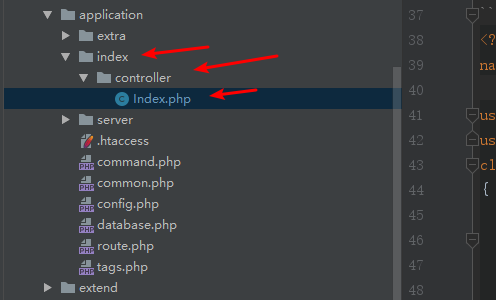 application
extra
index
controller
Index.php
server
.htaccess
command.php
common.php
config.php
database.php
route.php
tags.php
extend
37
38 <?
39 na
40
41 us
42 us
43 cl
44 {
45
46
47
48